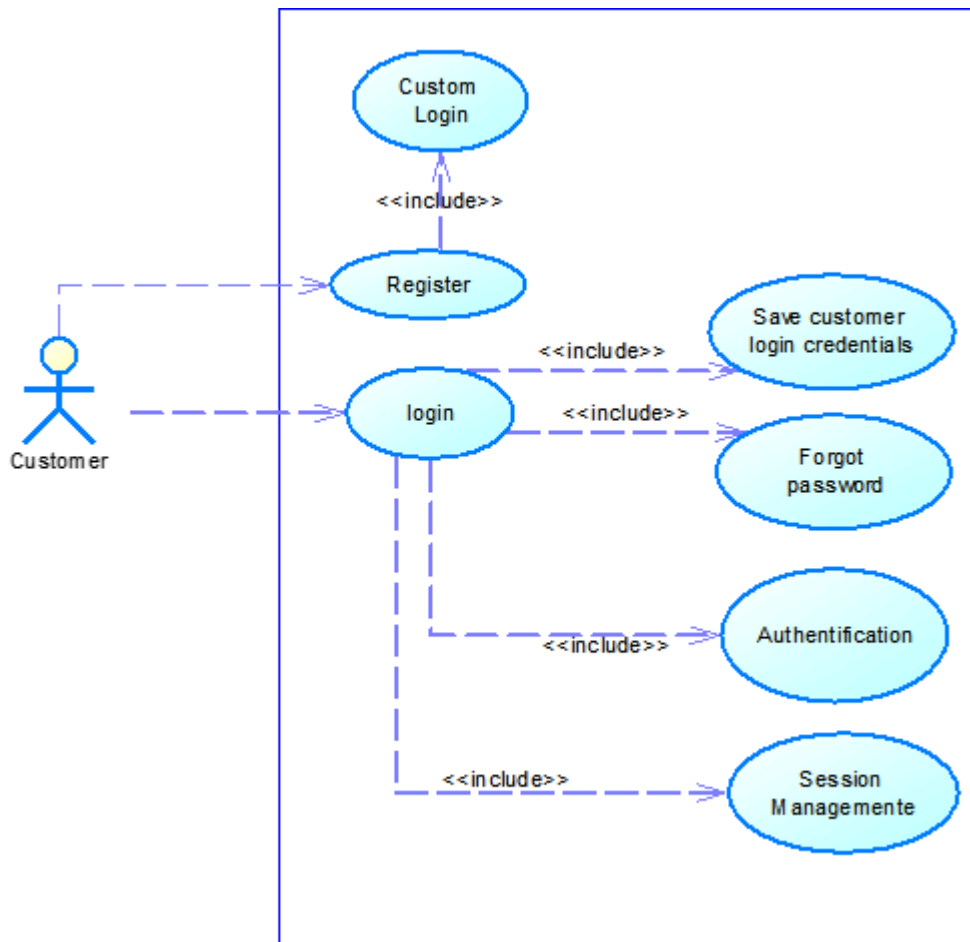 Custom
Login
<<include>>
Register
Save customer
login credentials
<<include>>
login
<<include>>
Customer
Forgot
password
Authentification
<<include>>
Session
Managemente
<<include>>